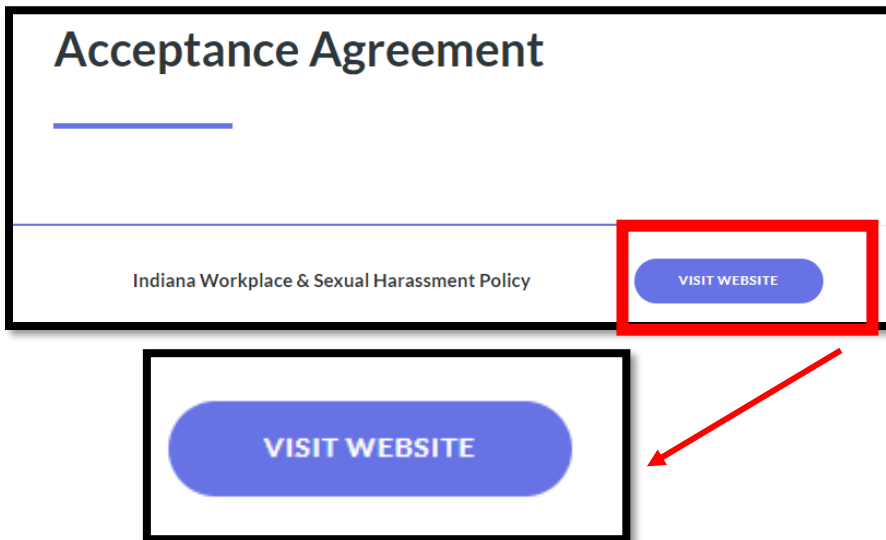 Acceptance Agreement
Indiana Workplace & Sexual Harassment Policy
VISIT WEBSITE
VISIT WEBSITE